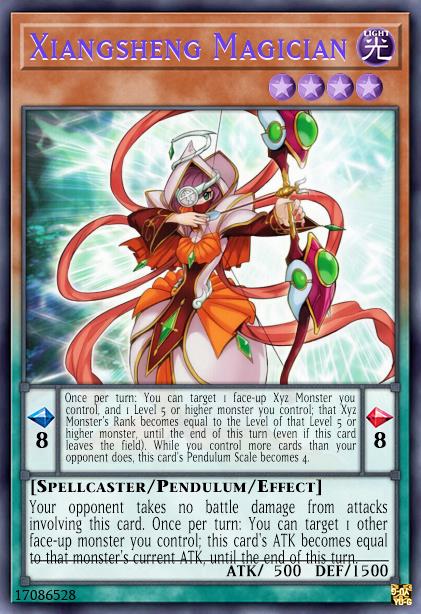 Xiangsheng Magician
LIGHT
光
Once per turn: You can target 1 face-up Xyz Monster you
control, and 1 Level 5 or higher monster you control; that Xyz
Monster's Rank becomes equal to the Level of that Level 5 or
higher monster, until the end of this turn (even if this card
leaves the field). While you control more cards than your
opponent does, this card's Pendulum Scale becomes 4.
8
8
[Spellcaster/Pendulum/Effect]
Your opponent takes no battle damage from attacks
involving this card. Once per turn: You can target 1 other
face-up monster you control; this card's ATK becomes equal
to that monster's current ATK, until the end of this turn.
ATK/ 500 DEF/1500
17086528